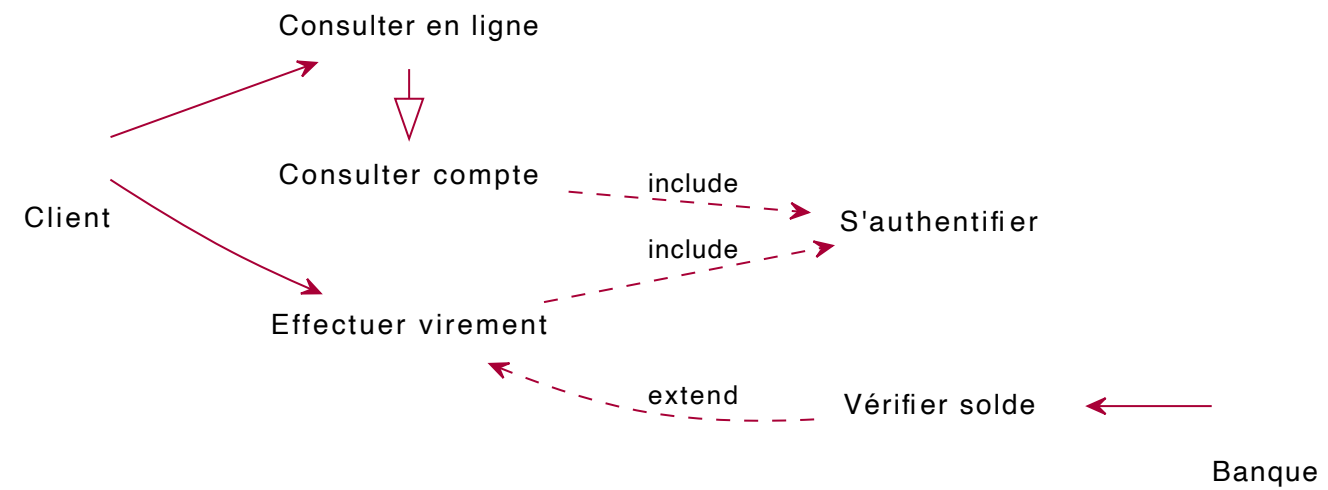 Consulter en ligne
Consulter compte
include
Client
S'authentifier
include
Effectuer virement
extend
Vérifier solde
Banque